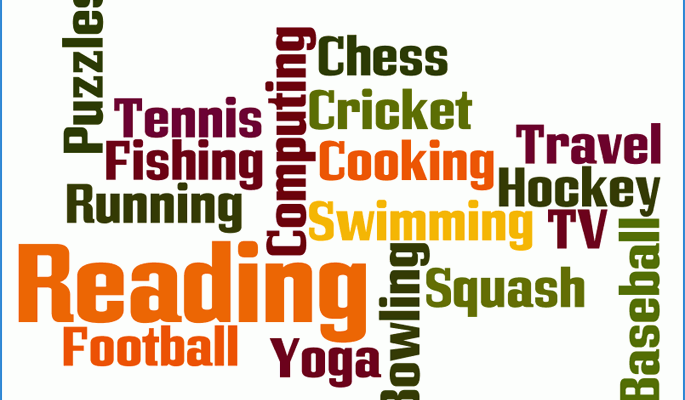 Puzzles
Computing
Chess
Tennis
Cricket
Travel
Fishing
Cooking
Hockey
Running
Swimming
TV
Reading
Bowling
Squash
Baseball
Football
Yoga